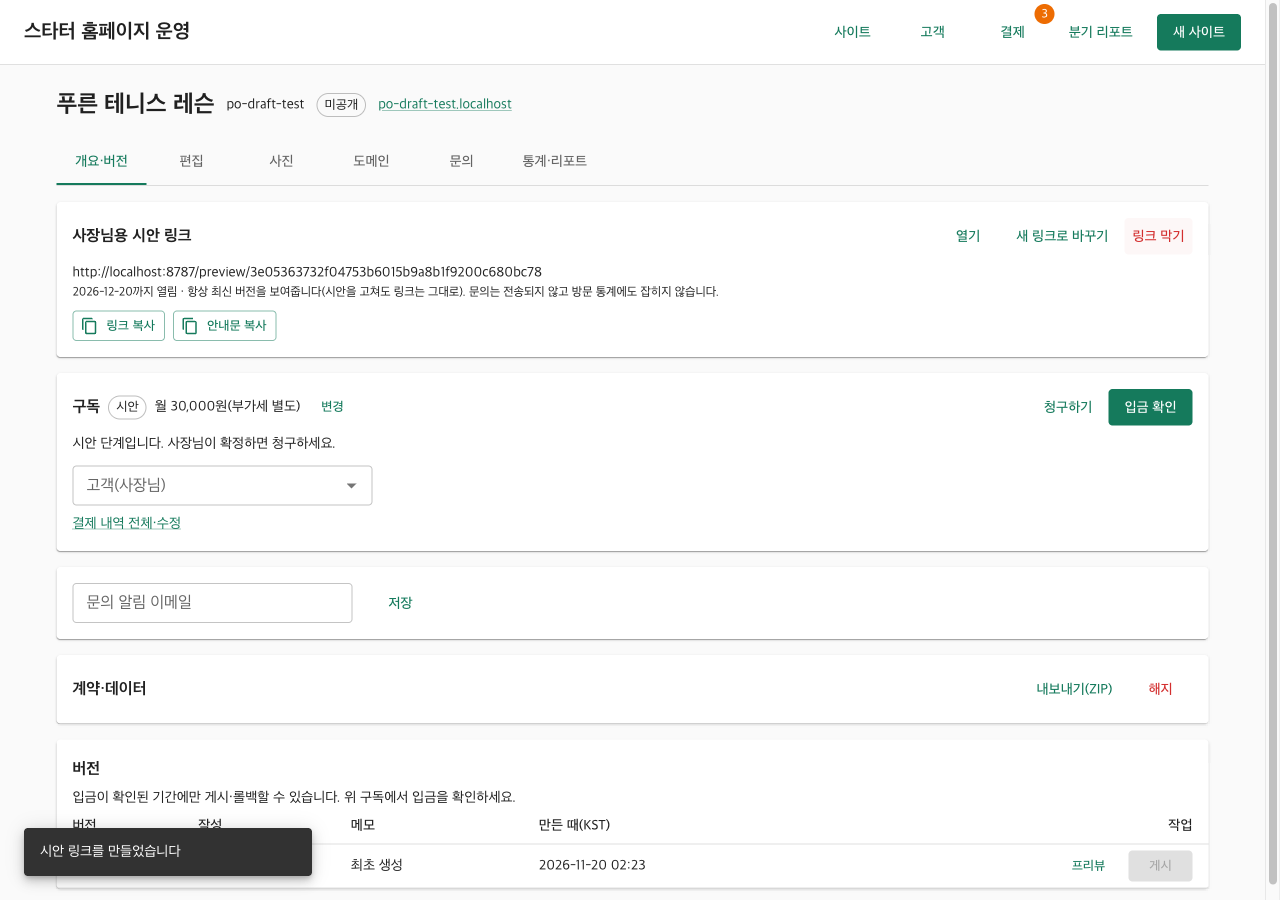 스타터 홈페이지 운영
사이트
고객
결제
3
분기 리포트
새 사이트
푸른 테니스 레슨 po-draft-test 미공개 po-draft-test.localhost
개요·버전 편집 사진 도메인 문의 통계·리포트
사장님용 시안 링크
열기 새 링크로 바꾸기 링크 막기
http://localhost:8787/preview/3e05363732f04753b6015b9a8b1f9200c680bc78
2026-12-20까지 열림 · 항상 최신 버전을 보여줍니다(시안을 고쳐도 링크는 그대로). 문의는 전송되지 않고 방문 통계에도 잡히지 않습니다.
링크 복사 안내문 복사
구독 시안 월 30,000원(부가세 별도) 변경
청구하기 입금 확인
시안 단계입니다. 사장님이 확정하면 청구하세요.
고객(사장님)
결제 내역 전체·수정
문의 알림 이메일 저장
계약·데이터
내보내기(ZIP) 해지
버전
입금이 확인된 기간에만 게시·롤백할 수 있습니다. 위 구독에서 입금을 확인하세요.
버전 작성 메모 만든 때(KST) 작업
최초 생성 2026-11-20 02:23 프리뷰 게시
시안 링크를 만들었습니다